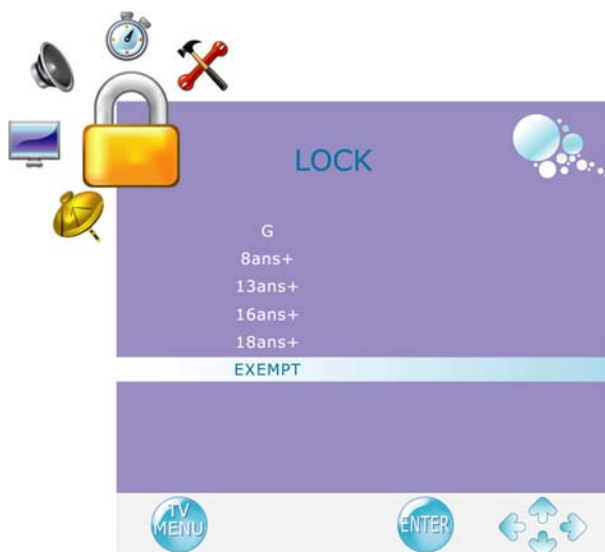 LOCK
G
8ans+
13ans+
16ans+
18ans+
EXEMPT
TV
MENU
ENTER